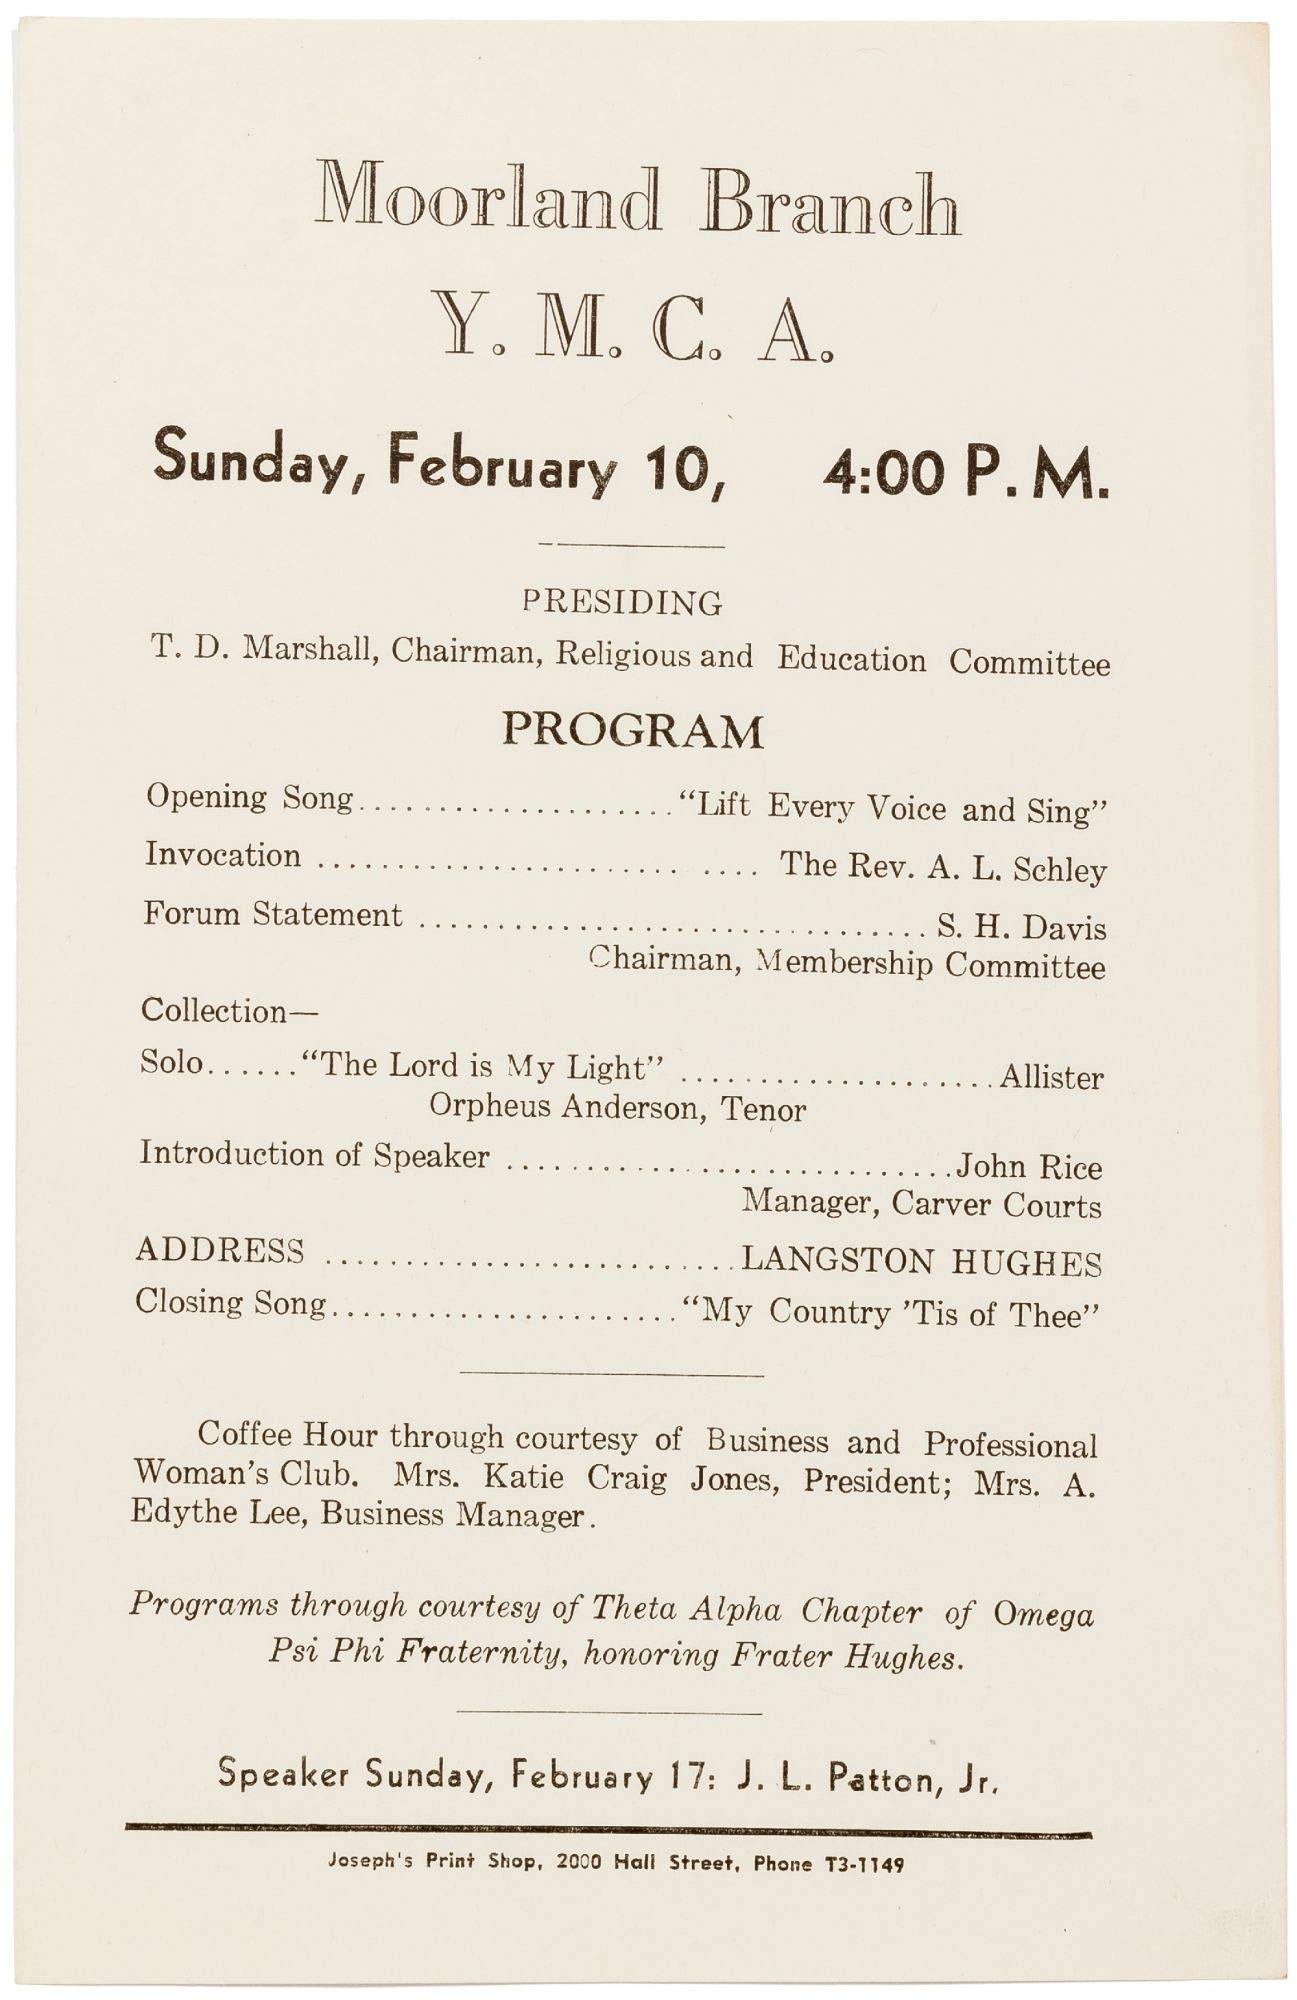 Moorland Branch
Y. M. C. A.
Sunday, February 10, 4:00 P. M.
PRESIDING
T. D. Marshall, Chairman, Religious and Education Committee
PROGRAM
Opening Song...................."Lift Every Voice and Sing"
Invocation ....................... .... The Rev. A. L. Schley
Forum Statement ................................ S. H. Davis
Chairman, Membership Committee
Collection—
Solo......"The Lord is My Light" ....................Allister
Orpheus Anderson, Tenor
Introduction of Speaker ............................John Rice
Manager, Carver Courts
ADDRESS ..........................LANGSTON HUGHES
Closing Song......................"My Country 'Tis of Thee"
Coffee Hour through courtesy of Business and Professional
Woman's Club. Mrs. Katie Craig Jones, President; Mrs. A.
Edythe Lee, Business Manager.
Programs through courtesy of Theta Alpha Chapter of Omega
Psi Phi Fraternity, honoring Frater Hughes.
Speaker Sunday, February 17: J. L. Patton, Jr.
Joseph's Print Shop, 2000 Hall Street, Phone T3-1149